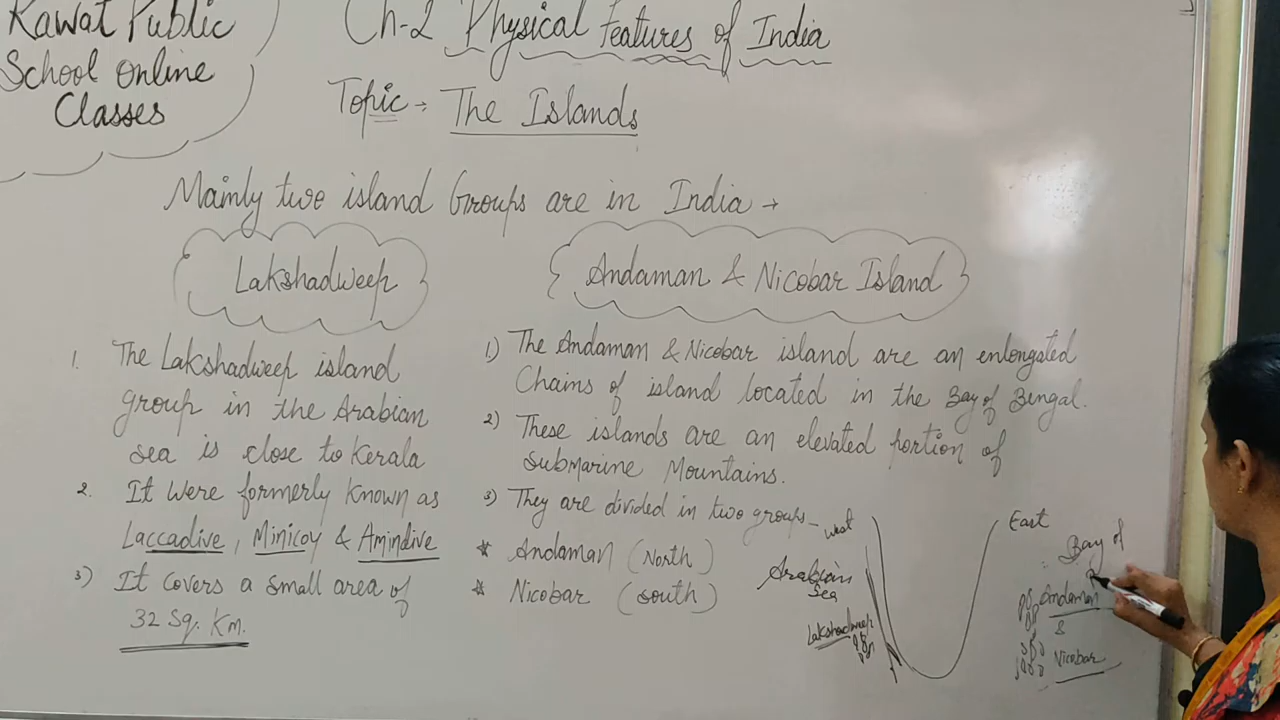 Rawat Public
School Online
Classes
Ch-2 Physical Features of India
Topic → The Islands
Mainly two island Groups are in India →
Lakshadweep
1. The Lakshadweep island
group in the Arabian
sea is close to Kerala
2. It were formerly known as
Laccadive, Minicoy & Amindive
3) It covers a small area of
32 Sq. Km.
Andaman & Nicobar Island
1) The Andaman & Nicobar island are an enlongated
Chains of island located in the Bay of Bengal.
2) These islands are an elevated portion of
submarine Mountains.
3) They are divided in two groups-
* Andaman (North)
* Nicobar (south)
West
Arabian
Sea
Lakshadweep
East
Bay of
Andaman
&
Nicobar